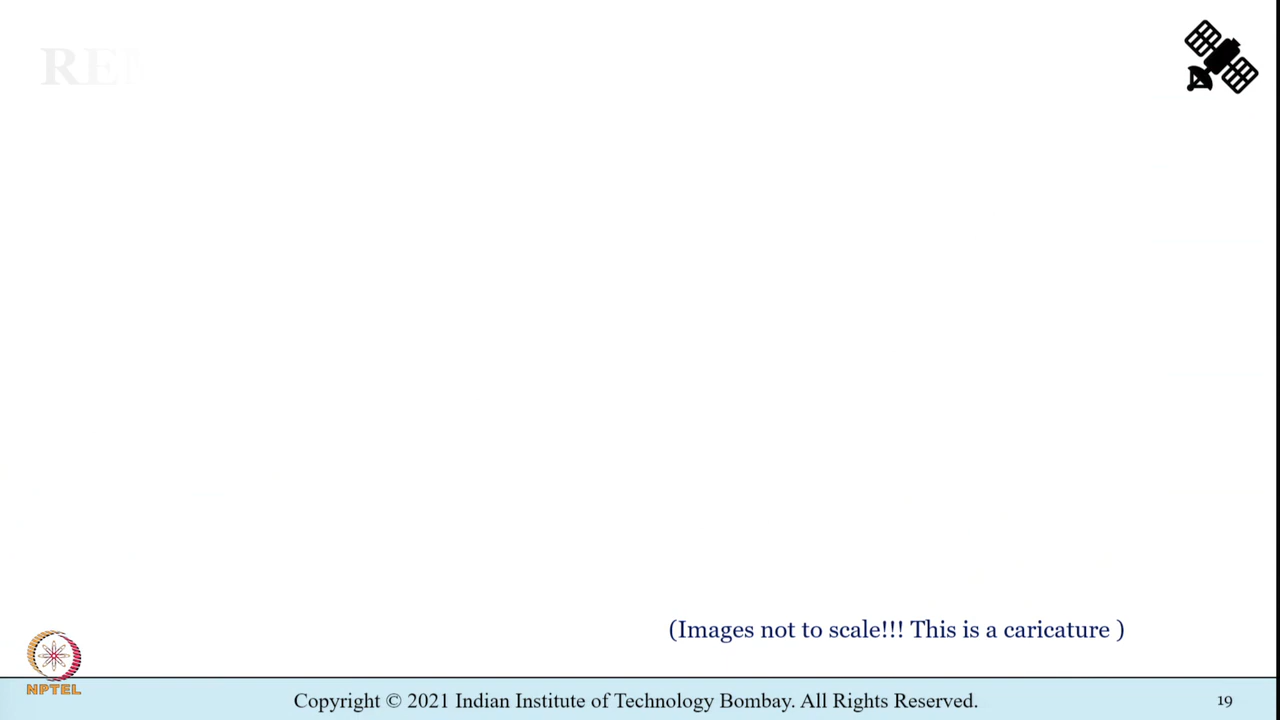 (Images not to scale!!! This is a caricature )
NPTEL
Copyright © 2021 Indian Institute of Technology Bombay. All Rights Reserved.
19